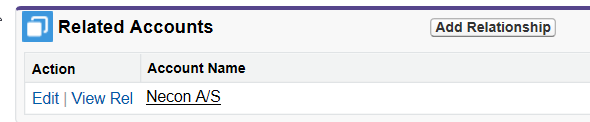 Related Accounts Add Relationship
Action Account Name
Edit | View Rel Necon A/S